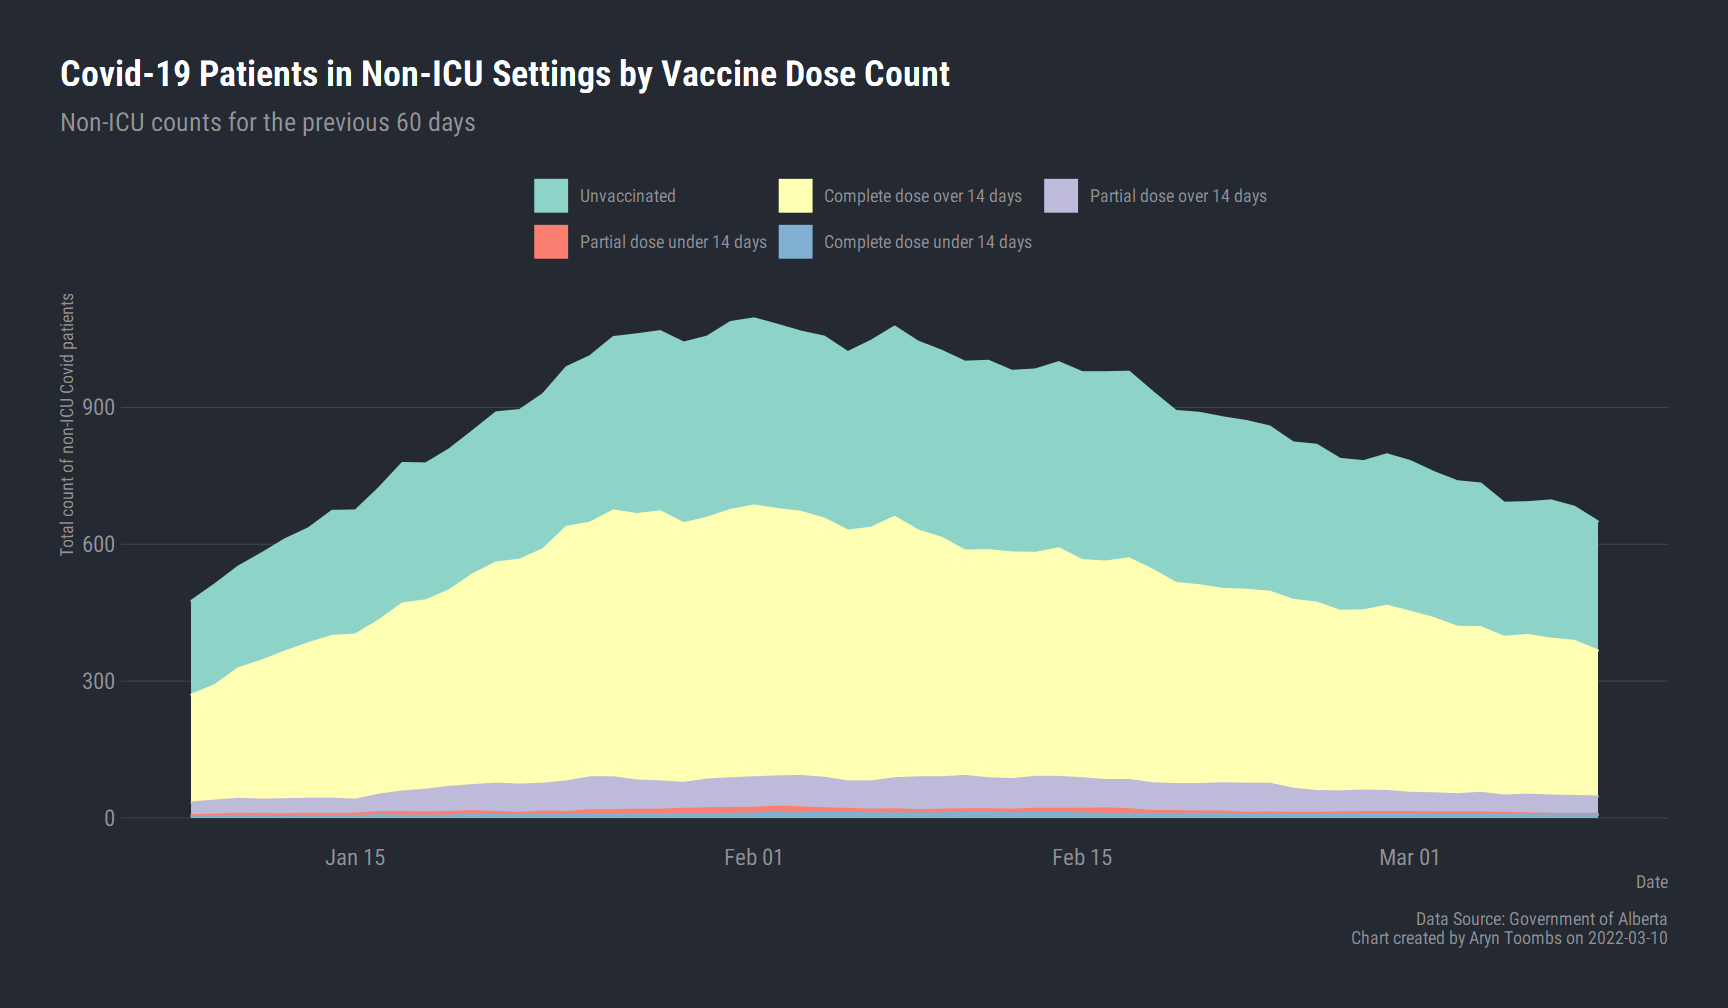 Covid-19 Patients in Non-ICU Settings by Vaccine Dose Count
Non-ICU counts for the previous 60 days
Unvaccinated
Complete dose over 14 days
Partial dose over 14 days
Partial dose under 14 days
Complete dose under 14 days
Total count of non-ICU Covid patients
900
600
300
0
Jan 15
Feb 01
Feb 15
Mar 01
Date
Data Source: Government of Alberta
Chart created by Aryn Toombs on 2022-03-10